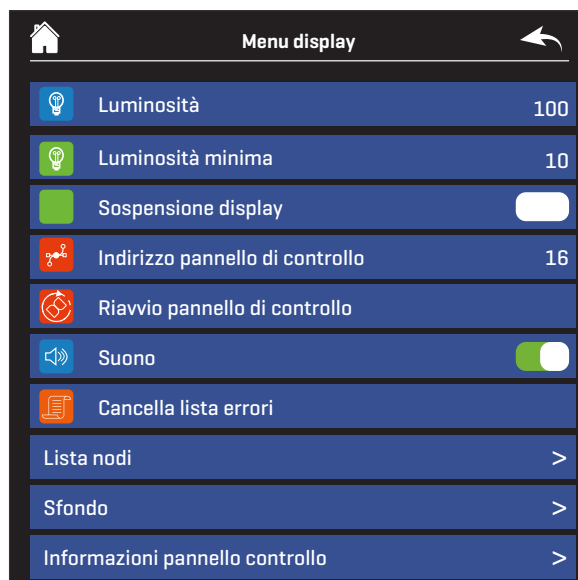 Menu display
Luminosità 100
Luminosità minima 10
Sospensione display
Indirizzo pannello di controllo 16
Riavvio pannello di controllo
Suono
Cancella lista errori
Lista nodi >
Sfondo >
Informazioni pannello controllo >